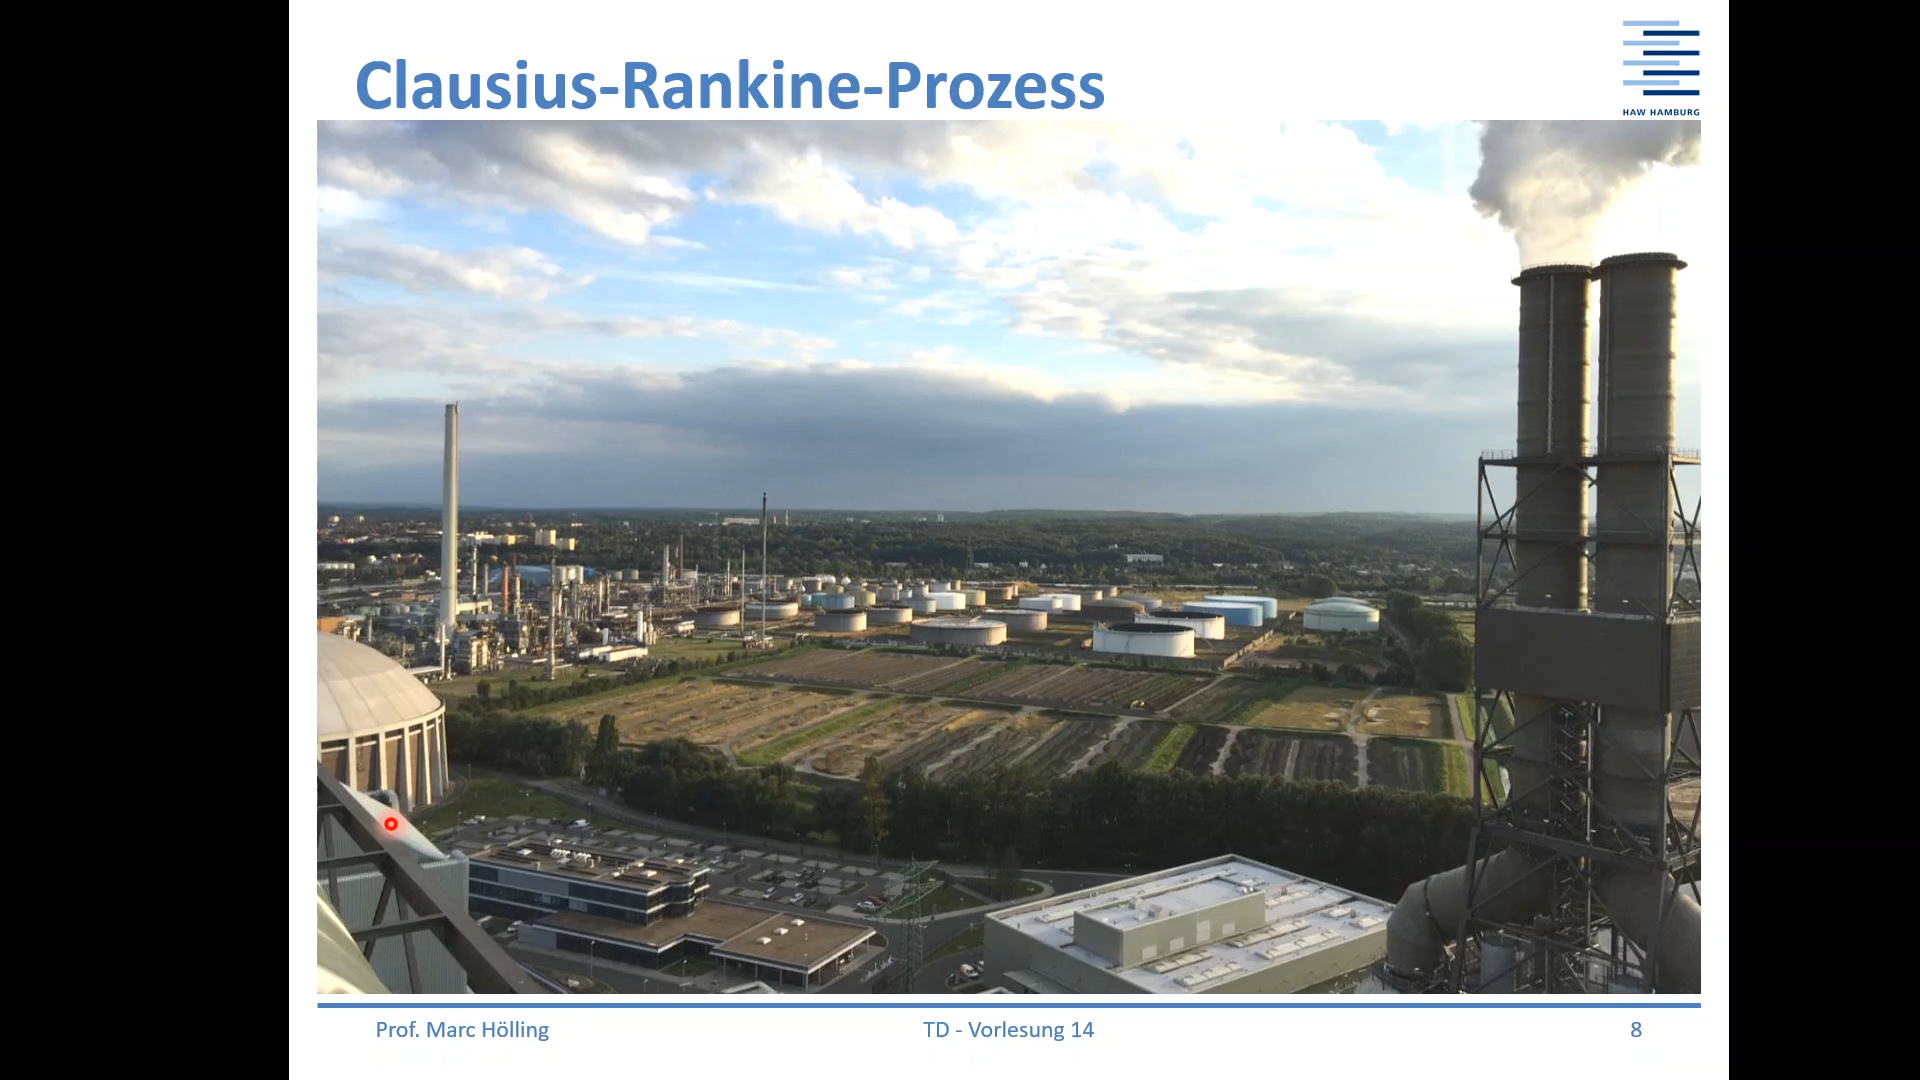 Clausius-Rankine-Prozess
HAW HAMBURG
Prof. Marc Hölling
TD - Vorlesung 14
8